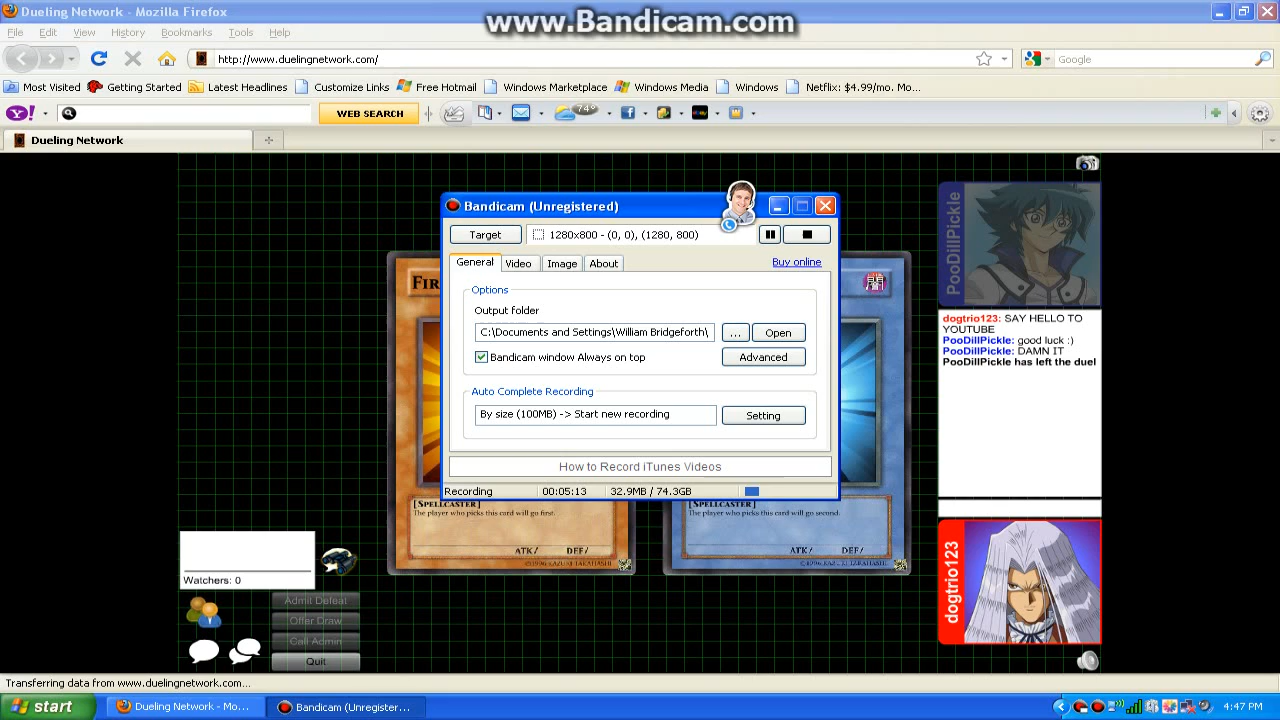 Dueling Network - Mozilla Firefox
www.Bandicam.com
File Edit View History Bookmarks Tools Help
http://www.duelingnetwork.com/
Google
Most Visited Getting Started Latest Headlines Customize Links Free Hotmail Windows Marketplace Windows Media Windows Netflix: $4.99/mo. Mo...
Y! WEB SEARCH 74°
Dueling Network
Bandicam (Unregistered)
Target 1280x800 - (0, 0), (1280, 800)
General Video Image About Buy online
Options
Output folder
C:\Documents and Settings\William Bridgeforth\ ... Open
Bandicam window Always on top Advanced
Auto Complete Recording
By size (100MB) -> Start new recording Setting
How to Record iTunes Videos
Recording 00:05:13 32.9MB / 74.3GB
FIR
[SPELLCASTER]
The player who picks this card will go first.
ATK/ DEF/
©1996 KAZUKI TAKAHASHI
[SPELLCASTER]
The player who picks this card will go second.
ATK/ DEF/
©1996 KAZUKI TAKAHASHI
PooDillPickle
dogtrio123: SAY HELLO TO
YOUTUBE
PooDillPickle: good luck :)
PooDillPickle: DAMN IT
PooDillPickle has left the duel
dogtrio123
Watchers: 0
Admit Defeat
Offer Draw
Call Admin
Quit
Transferring data from www.duelingnetwork.com...
start Dueling Network - Mo... Bandicam (Unregister... 4:47 PM